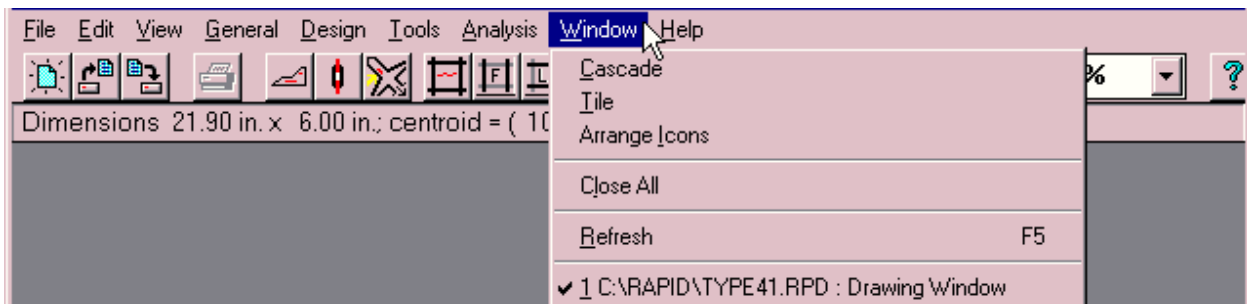 File Edit View General Design Tools Analysis Window Help
F L % ?
Dimensions 21.90 in. x 6.00 in.; centroid = ( 10
Cascade
Tile
Arrange Icons
Close All
Refresh F5
1 C:\RAPID\TYPE41.RPD : Drawing Window